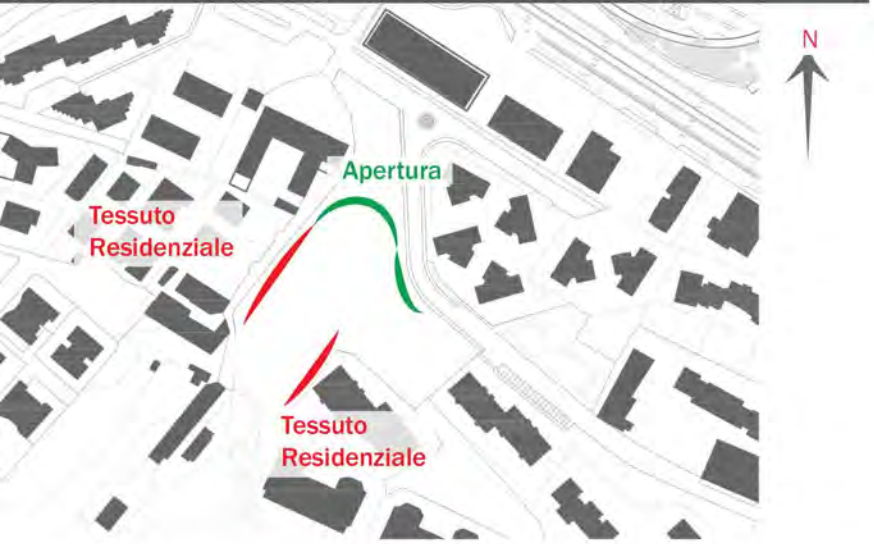 N
Apertura
Tessuto
Residenziale
Tessuto
Residenziale